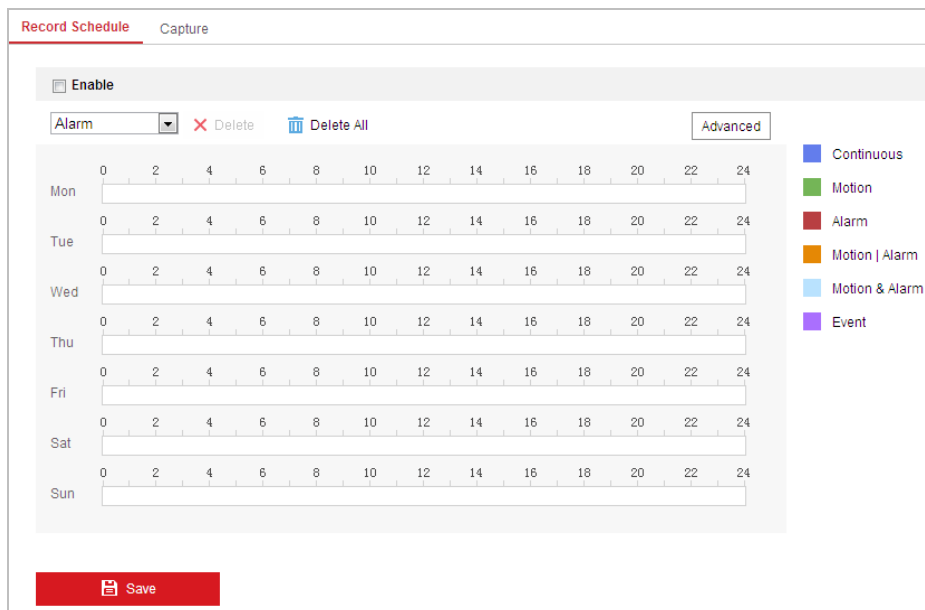 Record Schedule Capture
Enable
Alarm Delete Delete All Advanced
Continuous
Motion
Alarm
Motion | Alarm
Motion & Alarm
Event
0 2 4 6 8 10 12 14 16 18 20 22 24
Mon
0 2 4 6 8 10 12 14 16 18 20 22 24
Tue
0 2 4 6 8 10 12 14 16 18 20 22 24
Wed
0 2 4 6 8 10 12 14 16 18 20 22 24
Thu
0 2 4 6 8 10 12 14 16 18 20 22 24
Fri
0 2 4 6 8 10 12 14 16 18 20 22 24
Sat
0 2 4 6 8 10 12 14 16 18 20 22 24
Sun
Save